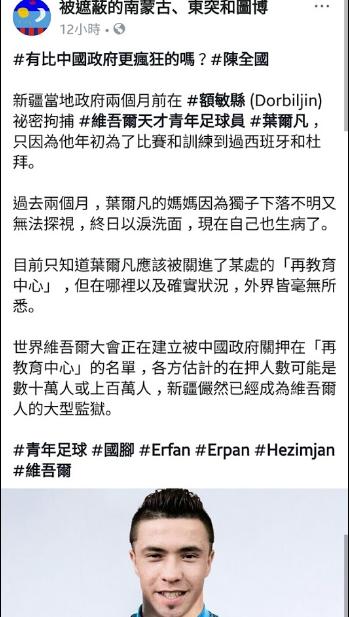 被遮蔽的南蒙古、東突和圖博
12小時
#有比中國政府更瘋狂的嗎？#陳全國
新疆當地政府兩個月前在 #額敏縣 (Dorbiljin)
祕密拘捕 #維吾爾天才青年足球員 #葉爾凡，
只因為他年初為了比賽和訓練到過西班牙和杜
拜。
過去兩個月，葉爾凡的媽媽因為獨子下落不明又
無法探視，終日以淚洗面，現在自己也生病了。
目前只知道葉爾凡應該被關進了某處的「再教育
中心」，但在哪裡以及確實狀況，外界皆毫無所
悉。
世界維吾爾大會正在建立被中國政府關押在「再
教育中心」的名單，各方估計的在押人數可能是
數十萬人或上百萬人，新疆儼然已經成為維吾爾
人的大型監獄。
#青年足球 #國腳 #Erfan #Erpan #Hezimjan
#維吾爾